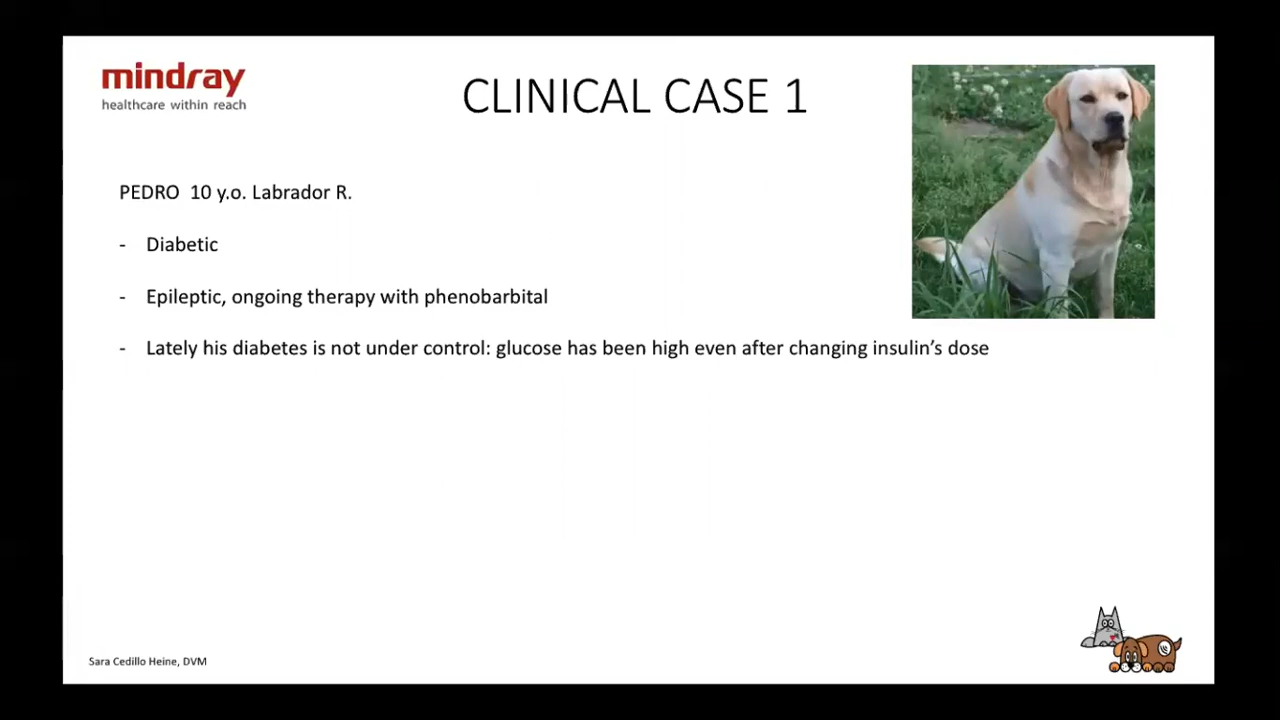 mindray
healthcare within reach
CLINICAL CASE 1
PEDRO 10 y.o. Labrador R.
- Diabetic
- Epileptic, ongoing therapy with phenobarbital
- Lately his diabetes is not under control: glucose has been high even after changing insulin’s dose
Sara Cedillo Heine, DVM